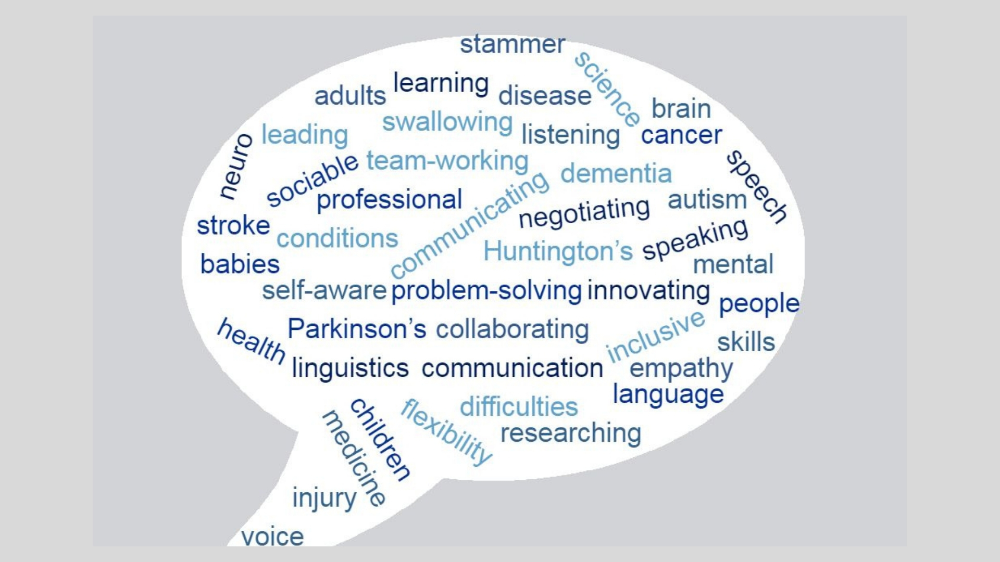 stammer
science
learning
adults
disease
brain
swallowing
leading
listening
cancer
neuro
sociable
team-working
dementia
speech
professional
communicating
negotiating
autism
stroke
conditions
Huntington’s
speaking
babies
mental
self-aware
problem-solving
innovating
people
health
Parkinson’s
collaborating
inclusive
skills
linguistics
communication
empathy
language
children
flexibility
difficulties
medicine
researching
injury
voice